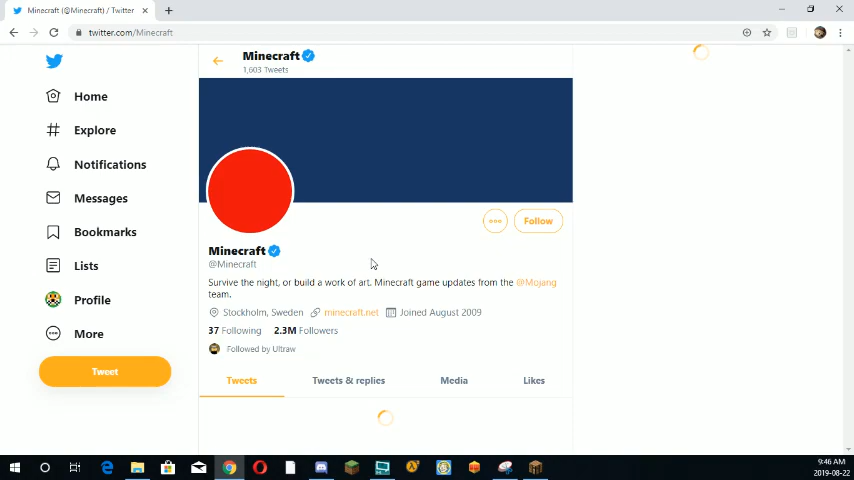 Minecraft (@Minecraft) / Twitter
twitter.com/Minecraft
Minecraft
1,603 Tweets
Home
Explore
Notifications
Messages
Bookmarks
Lists
Profile
More
Tweet
Follow
Minecraft
@Minecraft
Survive the night, or build a work of art. Minecraft game updates from the @Mojang
team.
Stockholm, Sweden minecraft.net Joined August 2009
37 Following 2.3M Followers
Followed by Ultraw
Tweets Tweets & replies Media Likes
9:46 AM
2019-08-22